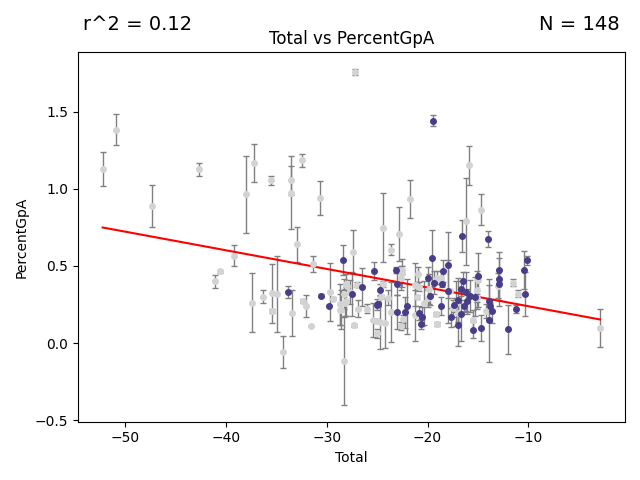 r^2 = 0.12
N = 148
Total vs PercentGpA
PercentGpA
1.5
1.0
0.5
0.0
−0.5
−50
−40
−30
−20
−10
Total